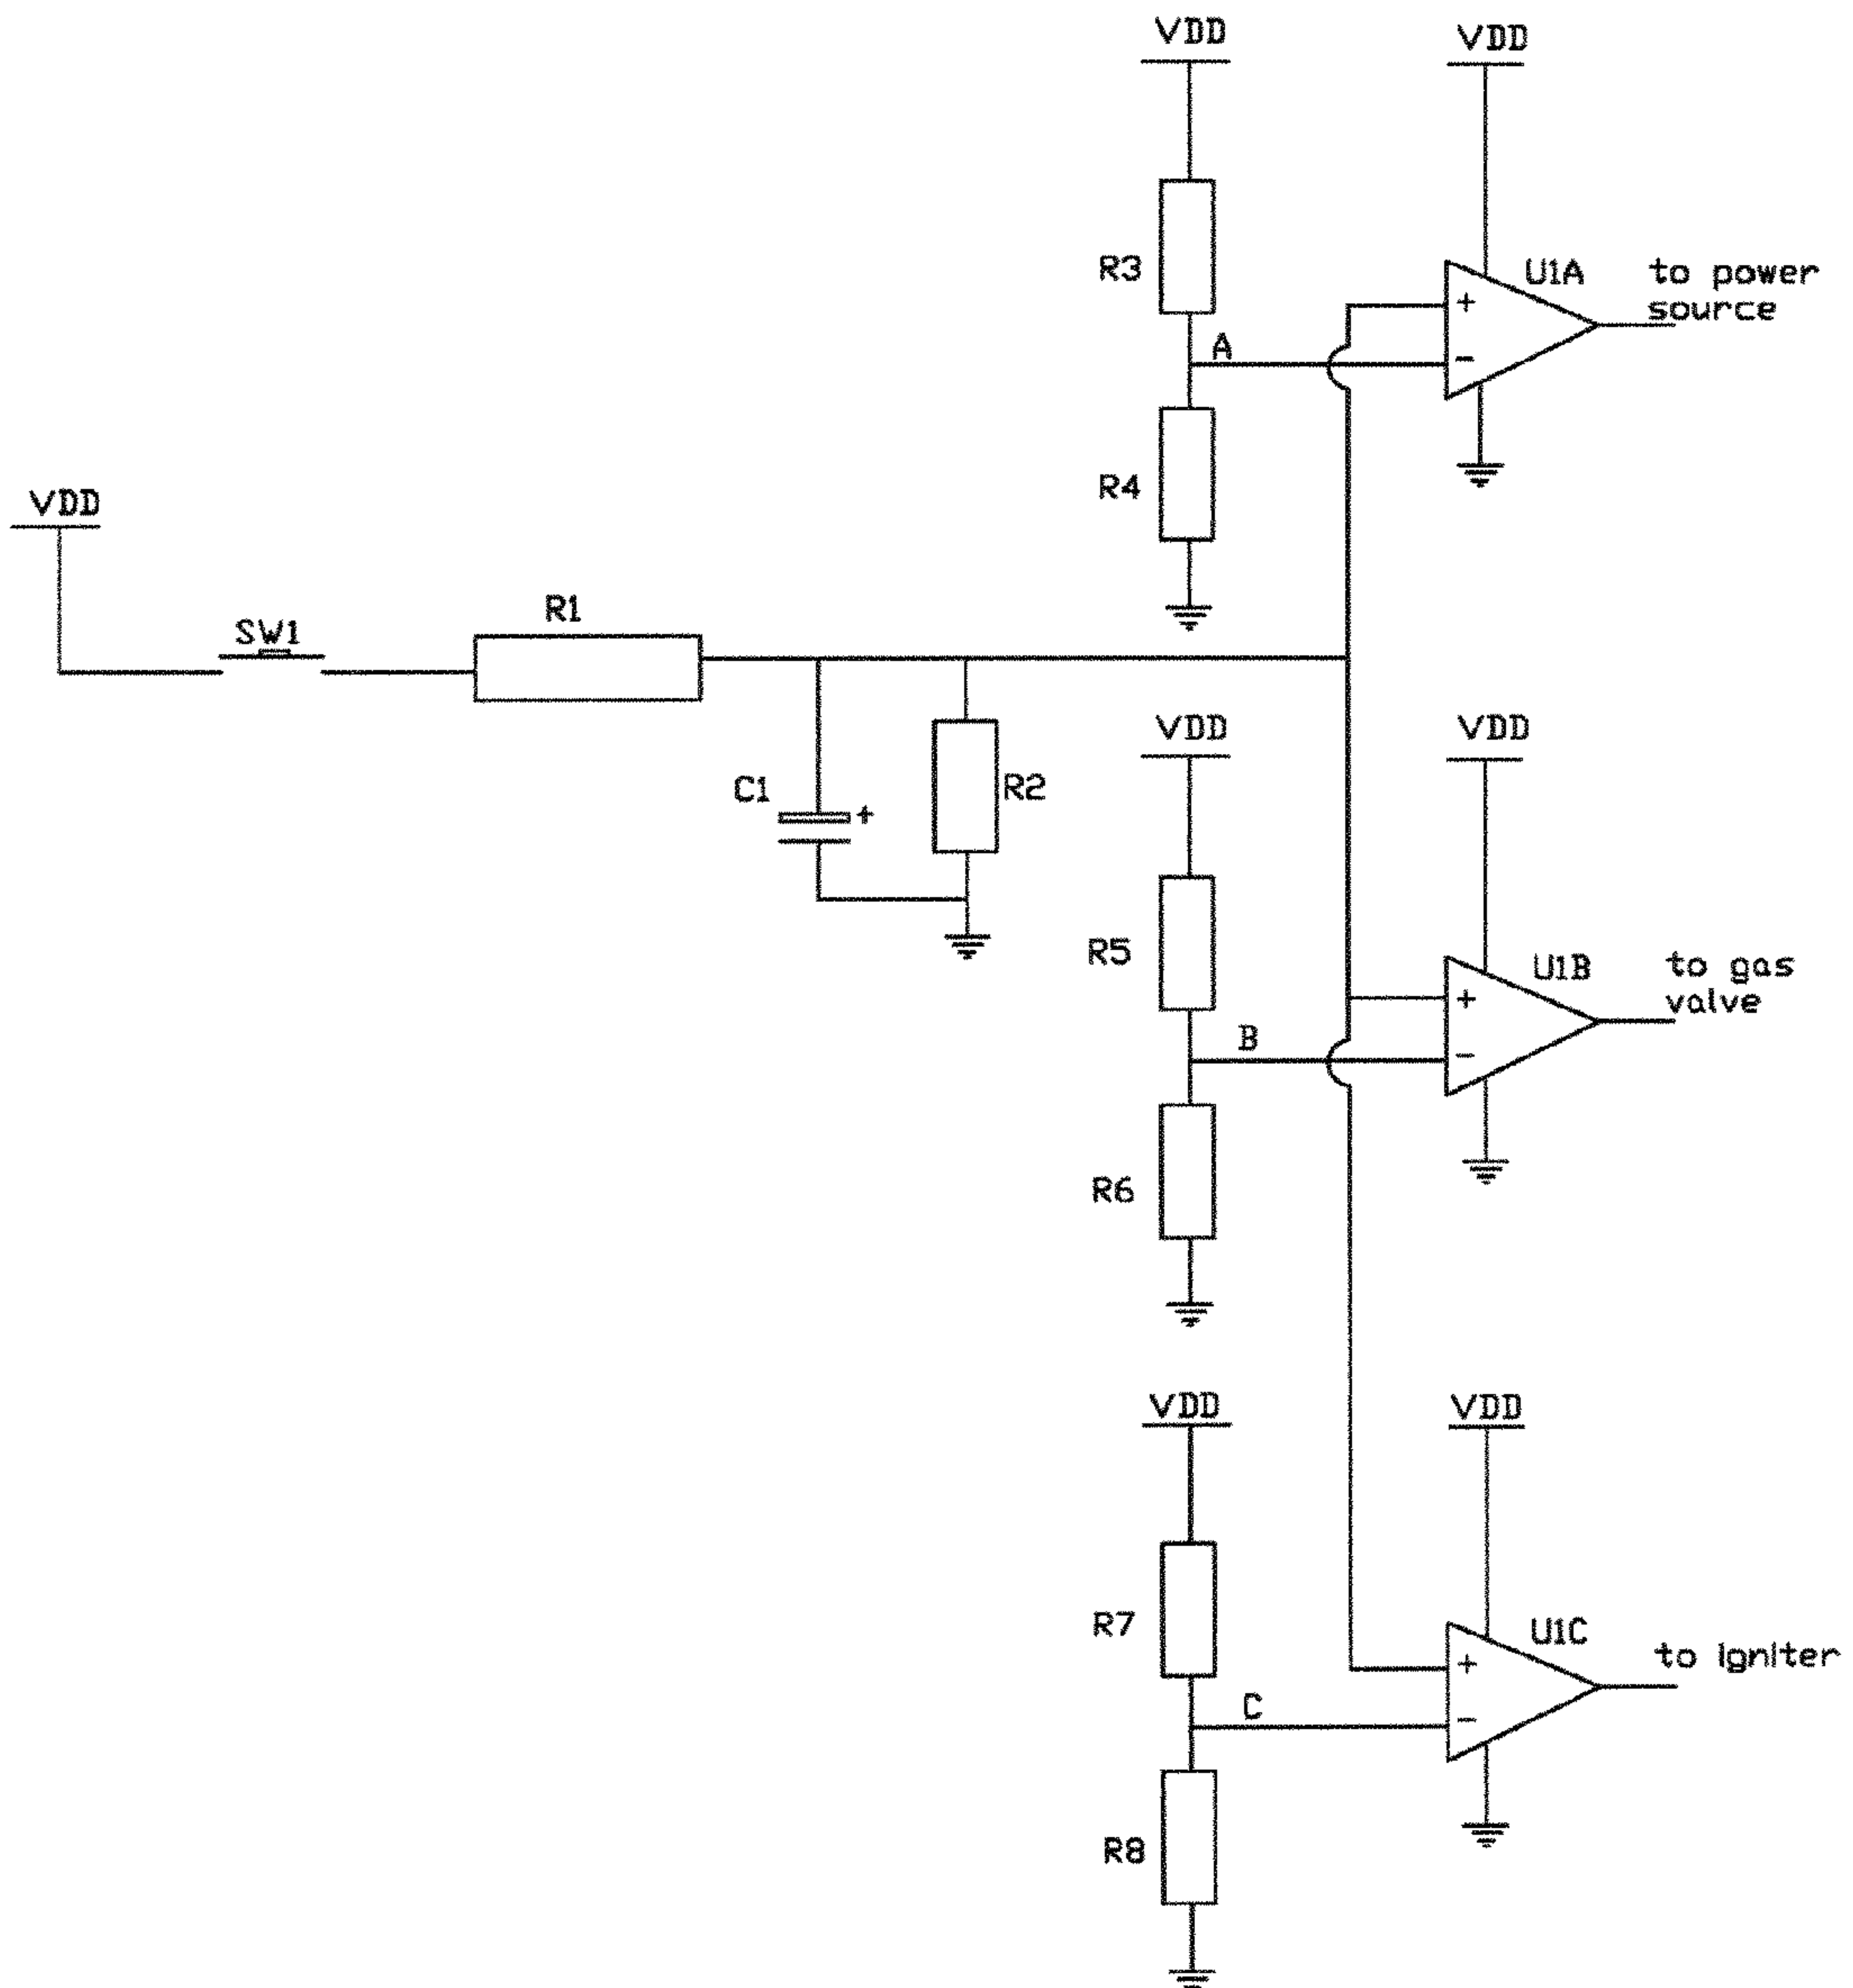 VDD
VDD
R3
U1A
to power
source
+
A
-
R4
VDD
SW1
R1
VDD
VDD
C1
+
R2
R5
U1B
to gas
valve
+
B
-
R6
VDD
VDD
R7
U1C
to igniter
+
C
-
R8